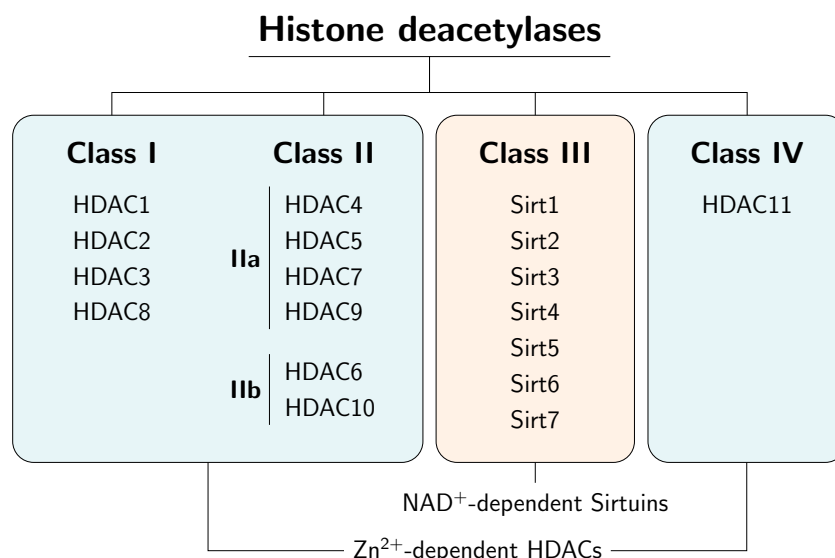 Histone deacetylases
Class I
HDAC1
HDAC2
HDAC3
HDAC8
Class II
IIa
HDAC4
HDAC5
HDAC7
HDAC9
IIb
HDAC6
HDAC10
Class III
Sirt1
Sirt2
Sirt3
Sirt4
Sirt5
Sirt6
Sirt7
Class IV
HDAC11
NAD⁺-dependent Sirtuins
Zn²⁺-dependent HDACs